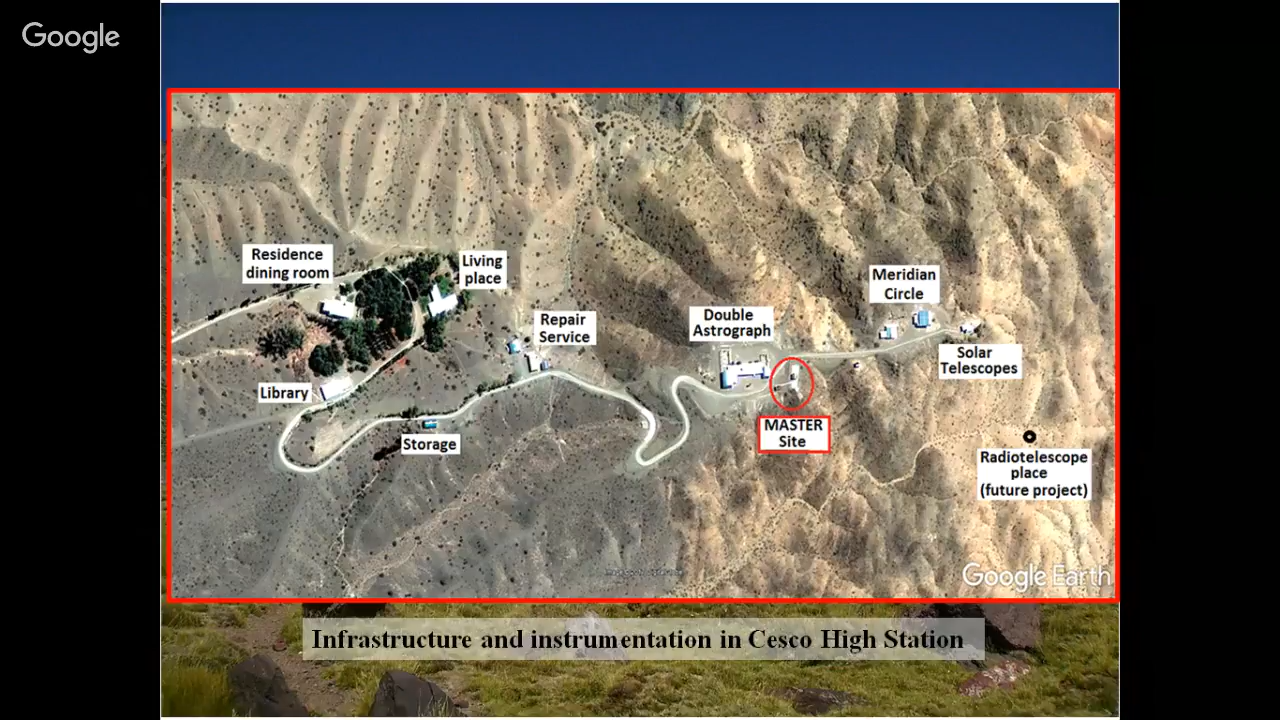 Google
Residence
dining room
Living
place
Repair
Service
Double
Astrograph
Meridian
Circle
Solar
Telescopes
Library
Storage
MASTER
Site
Radiotelescope
place
(future project)
Google Earth
Infrastructure and instrumentation in Cesco High Station